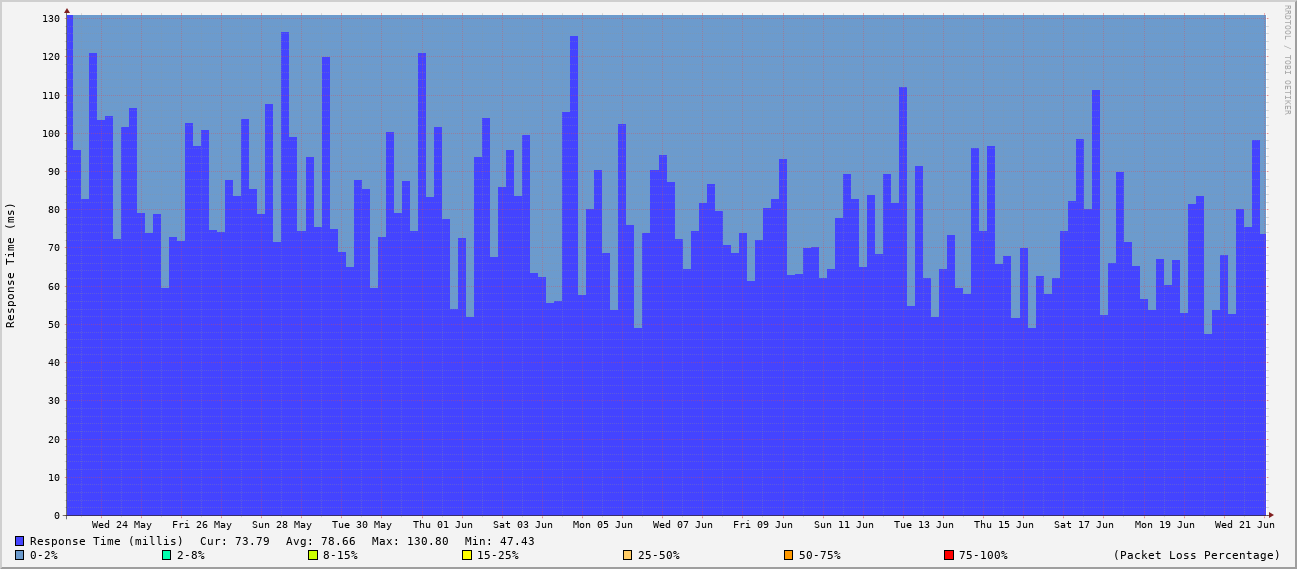 RRDTOOL / TOBI OETIKER
Response Time (ms)
130
120
110
100
90
80
70
60
50
40
30
20
10
0
Wed 24 May Fri 26 May Sun 28 May Tue 30 May Thu 01 Jun Sat 03 Jun Mon 05 Jun Wed 07 Jun Fri 09 Jun Sun 11 Jun Tue 13 Jun Thu 15 Jun Sat 17 Jun Mon 19 Jun Wed 21 Jun
Response Time (millis) Cur: 73.79 Avg: 78.66 Max: 130.80 Min: 47.43
0-2% 2-8% 8-15% 15-25% 25-50% 50-75% 75-100% (Packet Loss Percentage)